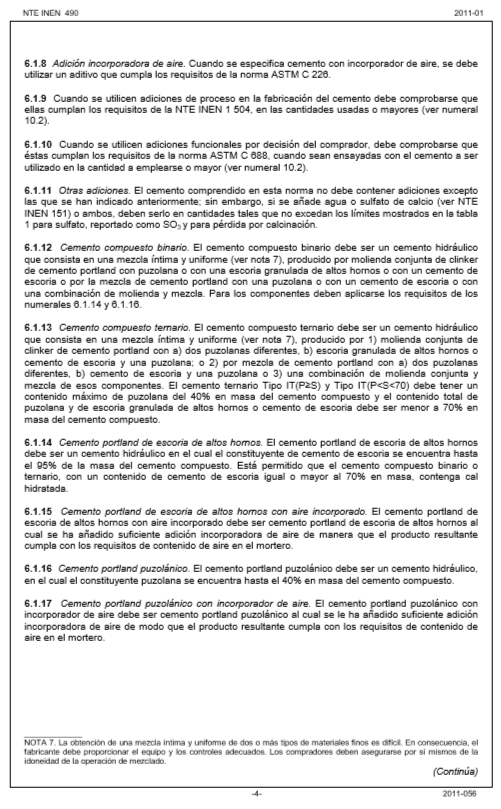 NTE INEN 490
2011-01
6.1.8 Adición incorporadora de aire. Cuando se especifica cemento con incorporador de aire, se debe
utilizar un aditivo que cumpla los requisitos de la norma ASTM C 226.
6.1.9 Cuando se utilicen adiciones de proceso en la fabricación del cemento debe comprobarse que
ellas cumplan los requisitos de la NTE INEN 1 504, en las cantidades usadas o mayores (ver numeral
10.2).
6.1.10 Cuando se utilicen adiciones funcionales por decisión del comprador, debe comprobarse que
éstas cumplan los requisitos de la norma ASTM C 688, cuando sean ensayadas con el cemento a ser
utilizado en la cantidad a emplearse o mayor (ver numeral 10.2).
6.1.11 Otras adiciones. El cemento comprendido en esta norma no debe contener adiciones excepto
las que se han indicado anteriormente; sin embargo, si se añade agua o sulfato de calcio (ver NTE
INEN 151) o ambos, deben serlo en cantidades tales que no excedan los límites mostrados en la tabla
1 para sulfato, reportado como SO3 y para pérdida por calcinación.
6.1.12 Cemento compuesto binario. El cemento compuesto binario debe ser un cemento hidráulico
que consista en una mezcla íntima y uniforme (ver nota 7), producido por molienda conjunta de clinker
de cemento portland con puzolana o con una escoria granulada de altos hornos o con un cemento de
escoria o por la mezcla de cemento portland con una puzolana o con un cemento de escoria o con
una combinación de molienda y mezcla. Para los componentes deben aplicarse los requisitos de los
numerales 6.1.14 y 6.1.16.
6.1.13 Cemento compuesto ternario. El cemento compuesto ternario debe ser un cemento hidráulico
que consista en una mezcla íntima y uniforme (ver nota 7), producido por 1) molienda conjunta de
clinker de cemento portland con a) dos puzolanas diferentes, b) escoria granulada de altos hornos o
cemento de escoria y una puzolana; o 2) por mezcla de cemento portland con a) dos puzolanas
diferentes, b) cemento de escoria y una puzolana o 3) una combinación de molienda conjunta y
mezcla de esos componentes. El cemento ternario Tipo IT(P≥S) y Tipo IT(P<S<70) debe tener un
contenido máximo de puzolana del 40% en masa del cemento compuesto y el contenido total de
puzolana y de escoria granulada de altos hornos o cemento de escoria debe ser menor a 70% en
masa del cemento compuesto.
6.1.14 Cemento portland de escoria de altos hornos. El cemento portland de escoria de altos hornos
debe ser un cemento hidráulico en el cual el constituyente de cemento de escoria se encuentra hasta
el 95% de la masa del cemento compuesto. Está permitido que el cemento compuesto binario o
ternario, con un contenido de cemento de escoria igual o mayor al 70% en masa, contenga cal
hidratada.
6.1.15 Cemento portland de escoria de altos hornos con aire incorporado. El cemento portland de
escoria de altos hornos con aire incorporado debe ser cemento portland de escoria de altos hornos al
cual se ha añadido suficiente adición incorporadora de aire de manera que el producto resultante
cumpla con los requisitos de contenido de aire en el mortero.
6.1.16 Cemento portland puzolánico. El cemento portland puzolánico debe ser un cemento hidráulico,
en el cual el constituyente puzolana se encuentra hasta el 40% en masa del cemento compuesto.
6.1.17 Cemento portland puzolánico con incorporador de aire. El cemento portland puzolánico con
incorporador de aire debe ser cemento portland puzolánico al cual se le ha añadido suficiente adición
incorporadora de aire de modo que el producto resultante cumpla con los requisitos de contenido de
aire en el mortero.
NOTA 7. La obtención de una mezcla íntima y uniforme de dos o más tipos de materiales finos es difícil. En consecuencia, el
fabricante debe proporcionar el equipo y los controles adecuados. Los compradores deben asegurarse por sí mismos de la
idoneidad de la operación de mezclado.
(Continúa)
-4-
2011-056